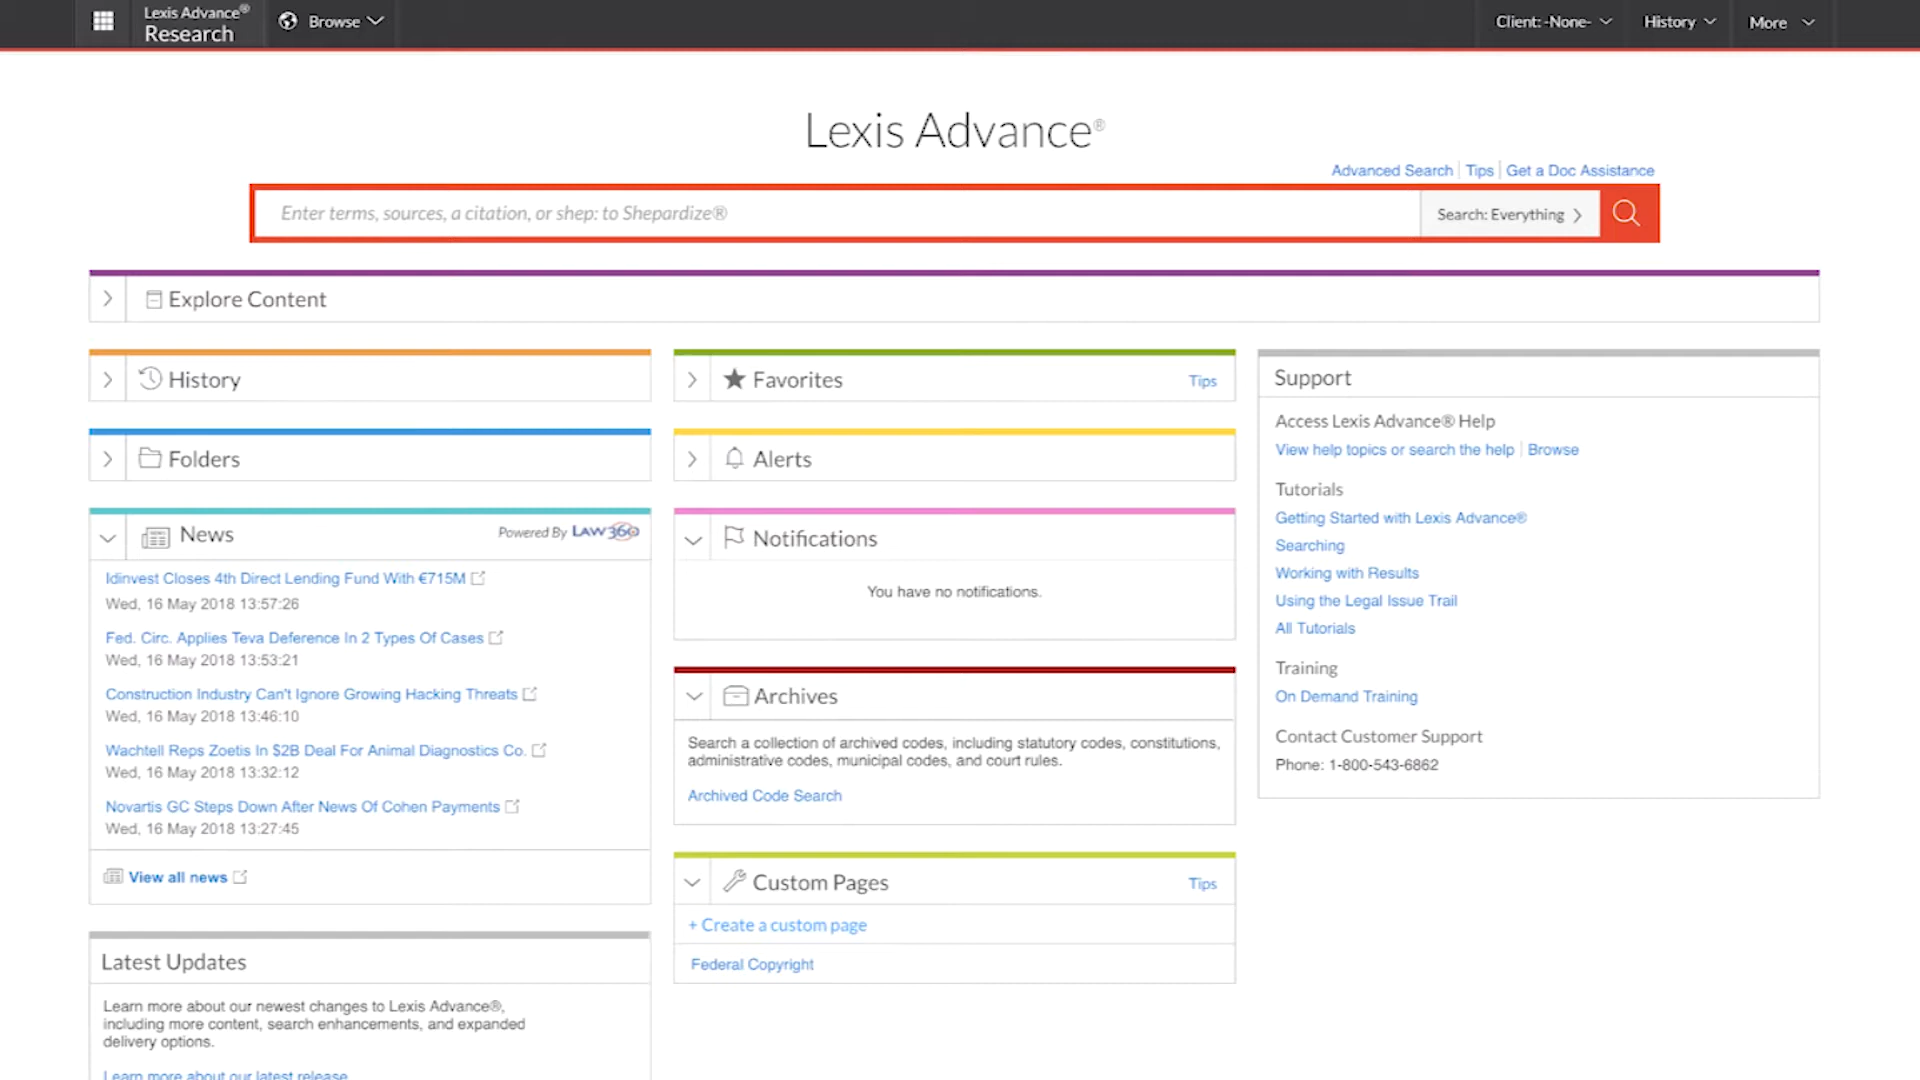 Lexis Advance®
Research
Browse
Client: -None-
History
More
Lexis Advance®
Advanced Search
Tips
Get a Doc Assistance
Enter terms, sources, a citation, or shep: to Shepardize®
Search: Everything
Explore Content
History
Folders
News
Powered By LAW360
Idinvest Closes 4th Direct Lending Fund With €715M
Wed, 16 May 2018 13:57:26
Fed. Circ. Applies Teva Deference In 2 Types Of Cases
Wed, 16 May 2018 13:53:21
Construction Industry Can't Ignore Growing Hacking Threats
Wed, 16 May 2018 13:46:10
Wachtell Reps Zoetis In $2B Deal For Animal Diagnostics Co.
Wed, 16 May 2018 13:32:12
Novartis GC Steps Down After News Of Cohen Payments
Wed, 16 May 2018 13:27:45
View all news
Latest Updates
Learn more about our newest changes to Lexis Advance®,
including more content, search enhancements, and expanded
delivery options.
Learn more about our latest release
Favorites
Tips
Alerts
Notifications
You have no notifications.
Archives
Search a collection of archived codes, including statutory codes, constitutions,
administrative codes, municipal codes, and court rules.
Archived Code Search
Custom Pages
Tips
+ Create a custom page
Federal Copyright
Support
Access Lexis Advance® Help
View help topics or search the help
Browse
Tutorials
Getting Started with Lexis Advance®
Searching
Working with Results
Using the Legal Issue Trail
All Tutorials
Training
On Demand Training
Contact Customer Support
Phone: 1-800-543-6862